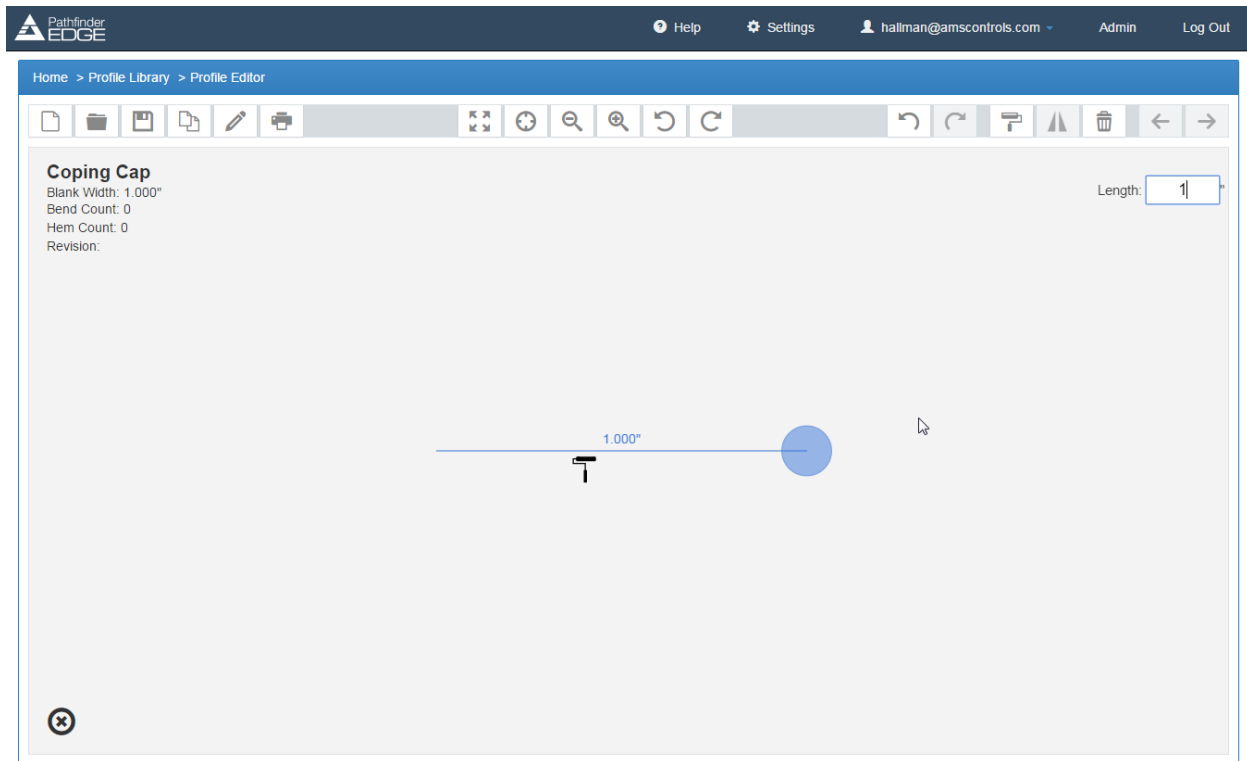 Pathfinder
EDGE
Help
Settings
hallman@amscontrols.com
Admin
Log Out
Home > Profile Library > Profile Editor
Coping Cap
Blank Width: 1.000"
Bend Count: 0
Hem Count: 0
Revision:
Length: 1"
1.000"